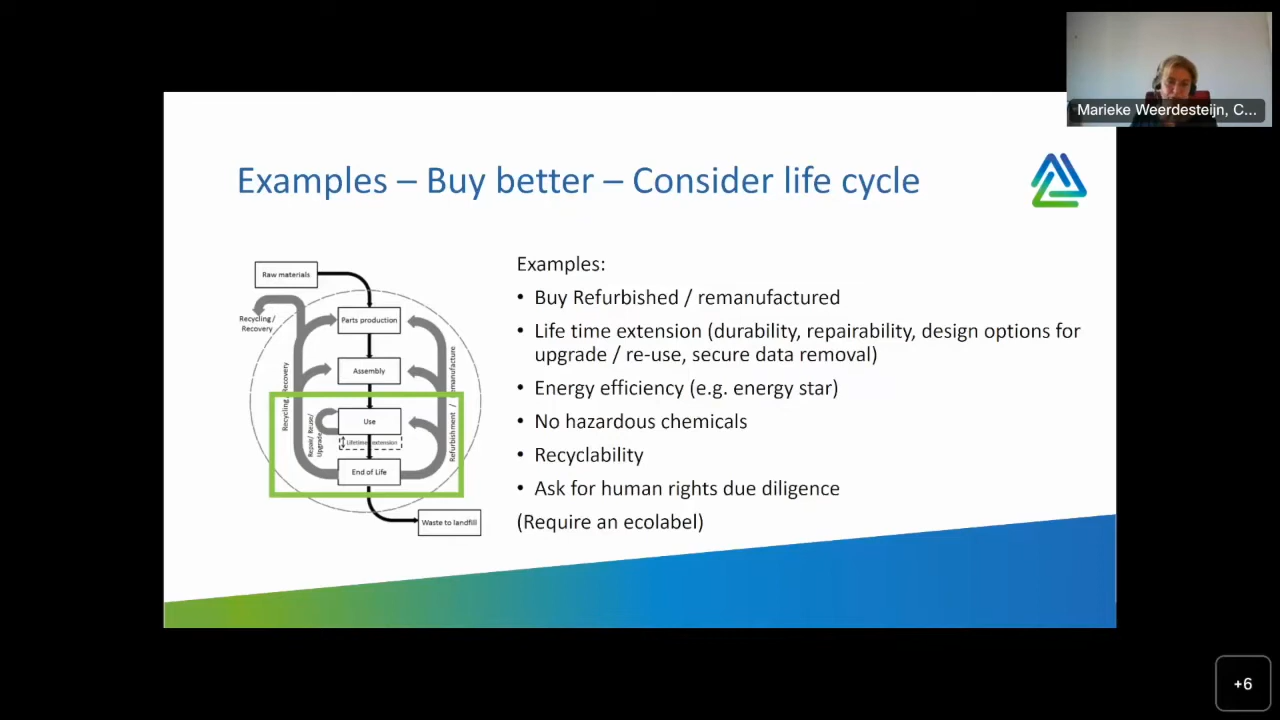 Marieke Weerdesteijn, C...
Examples – Buy better – Consider life cycle
Raw materials
Recycling /
Recovery
Parts production
Assembly
Use
Lifetime extension
End of Life
Waste to landfill
Recycling / Recovery
Repair/ Reuse/
Upgrade
Refurbishment / remanufacture
Examples:
• Buy Refurbished / remanufactured
• Life time extension (durability, repairability, design options for
upgrade / re-use, secure data removal)
• Energy efficiency (e.g. energy star)
• No hazardous chemicals
• Recyclability
• Ask for human rights due diligence
(Require an ecolabel)
+6